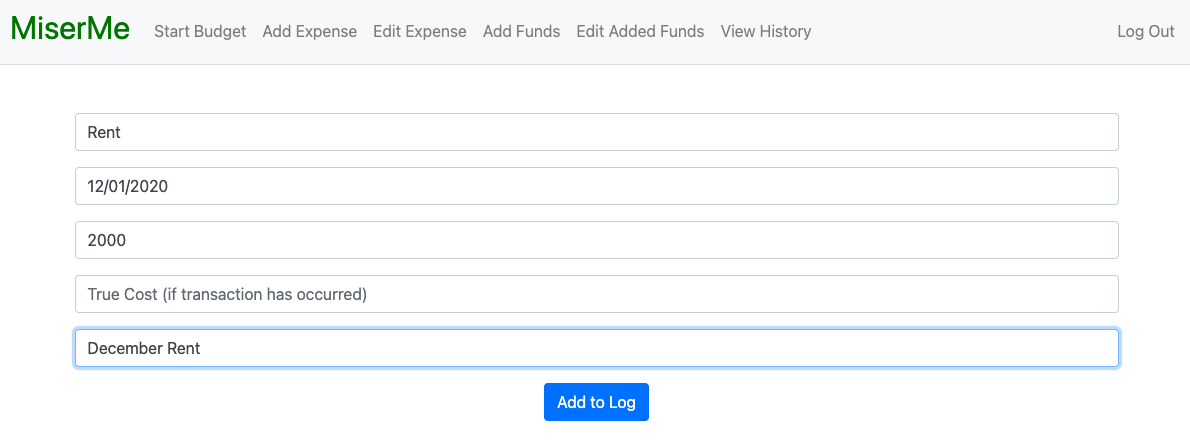 MiserMe Start Budget Add Expense Edit Expense Add Funds Edit Added Funds View History Log Out
Rent
12/01/2020
2000
True Cost (if transaction has occurred)
December Rent
Add to Log